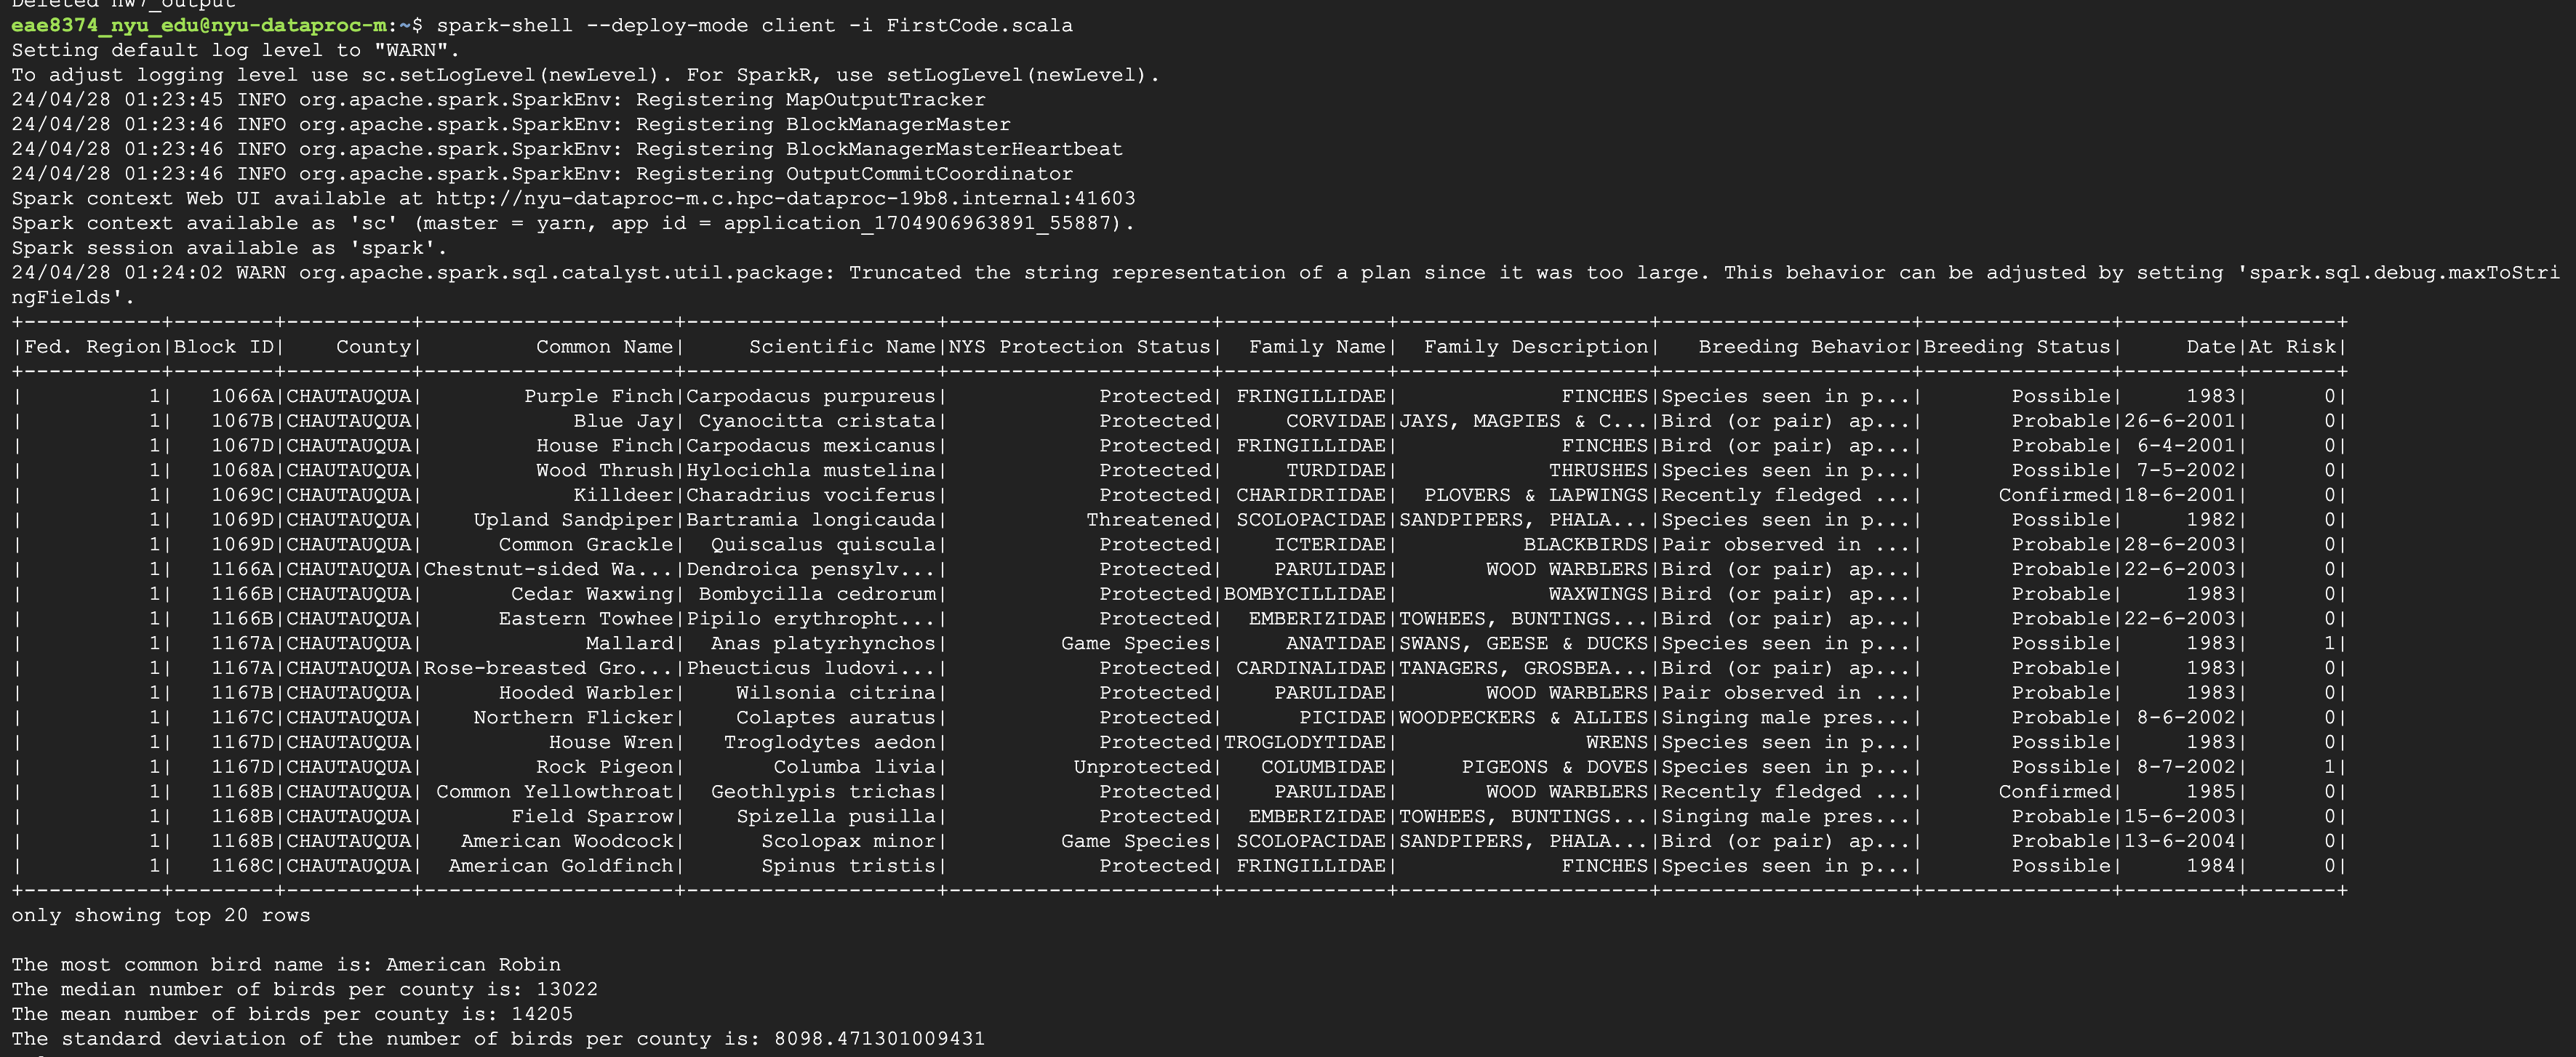 Deleted hw7_output
eae8374_nyu_edu@nyu-dataproc-m:~$ spark-shell --deploy-mode client -i FirstCode.scala
Setting default log level to "WARN".
To adjust logging level use sc.setLogLevel(newLevel). For SparkR, use setLogLevel(newLevel).
24/04/28 01:23:45 INFO org.apache.spark.SparkEnv: Registering MapOutputTracker
24/04/28 01:23:46 INFO org.apache.spark.SparkEnv: Registering BlockManagerMaster
24/04/28 01:23:46 INFO org.apache.spark.SparkEnv: Registering BlockManagerMasterHeartbeat
24/04/28 01:23:46 INFO org.apache.spark.SparkEnv: Registering OutputCommitCoordinator
Spark context Web UI available at http://nyu-dataproc-m.c.hpc-dataproc-19b8.internal:41603
Spark context available as 'sc' (master = yarn, app id = application_1704906963891_55887).
Spark session available as 'spark'.
24/04/28 01:24:02 WARN org.apache.spark.sql.catalyst.util.package: Truncated the string representation of a plan since it was too large. This behavior can be adjusted by setting 'spark.sql.debug.maxToStri
ngFields'.
+-----------+--------+----------+--------------------+--------------------+---------------------+-------------+--------------------+--------------------+---------------+---------+-------+
|Fed. Region|Block ID|    County|         Common Name|     Scientific Name|NYS Protection Status|  Family Name|  Family Description|   Breeding Behavior|Breeding Status|     Date|At Risk|
+-----------+--------+----------+--------------------+--------------------+---------------------+-------------+--------------------+--------------------+---------------+---------+-------+
|          1|   1066A|CHAUTAUQUA|        Purple Finch|Carpodacus purpureus|            Protected| FRINGILLIDAE|             FINCHES|Species seen in p...|       Possible|     1983|      0|
|          1|   1067B|CHAUTAUQUA|            Blue Jay| Cyanocitta cristata|            Protected|     CORVIDAE|JAYS, MAGPIES & C...|Bird (or pair) ap...|       Probable|26-6-2001|      0|
|          1|   1067D|CHAUTAUQUA|         House Finch|Carpodacus mexicanus|            Protected| FRINGILLIDAE|             FINCHES|Bird (or pair) ap...|       Probable| 6-4-2001|      0|
|          1|   1068A|CHAUTAUQUA|         Wood Thrush|Hylocichla mustelina|            Protected|     TURDIDAE|            THRUSHES|Species seen in p...|       Possible| 7-5-2002|      0|
|          1|   1069C|CHAUTAUQUA|            Killdeer|Charadrius vociferus|            Protected| CHARIDRIIDAE|  PLOVERS & LAPWINGS|Recently fledged ...|      Confirmed|18-6-2001|      0|
|          1|   1069D|CHAUTAUQUA|    Upland Sandpiper|Bartramia longicauda|           Threatened| SCOLOPACIDAE|SANDPIPERS, PHALA...|Species seen in p...|       Possible|     1982|      0|
|          1|   1069D|CHAUTAUQUA|      Common Grackle|  Quiscalus quiscula|            Protected|    ICTERIDAE|          BLACKBIRDS|Pair observed in ...|       Probable|28-6-2003|      0|
|          1|   1166A|CHAUTAUQUA|Chestnut-sided Wa...|Dendroica pensylv...|            Protected|    PARULIDAE|       WOOD WARBLERS|Bird (or pair) ap...|       Probable|22-6-2003|      0|
|          1|   1166B|CHAUTAUQUA|       Cedar Waxwing| Bombycilla cedrorum|            Protected|BOMBYCILLIDAE|            WAXWINGS|Bird (or pair) ap...|       Probable|     1983|      0|
|          1|   1166B|CHAUTAUQUA|      Eastern Towhee|Pipilo erythropht...|            Protected|  EMBERIZIDAE|TOWHEES, BUNTINGS...|Bird (or pair) ap...|       Probable|22-6-2003|      0|
|          1|   1167A|CHAUTAUQUA|             Mallard|  Anas platyrhynchos|         Game Species|     ANATIDAE|SWANS, GEESE & DUCKS|Species seen in p...|       Possible|     1983|      1|
|          1|   1167A|CHAUTAUQUA|Rose-breasted Gro...|Pheucticus ludovi...|            Protected| CARDINALIDAE|TANAGERS, GROSBEA...|Bird (or pair) ap...|       Probable|     1983|      0|
|          1|   1167B|CHAUTAUQUA|      Hooded Warbler|    Wilsonia citrina|            Protected|    PARULIDAE|       WOOD WARBLERS|Pair observed in ...|       Probable|     1983|      0|
|          1|   1167C|CHAUTAUQUA|    Northern Flicker|    Colaptes auratus|            Protected|      PICIDAE|WOODPECKERS & ALLIES|Singing male pres...|       Probable| 8-6-2002|      0|
|          1|   1167D|CHAUTAUQUA|          House Wren|   Troglodytes aedon|            Protected|TROGLODYTIDAE|               WRENS|Species seen in p...|       Possible|     1983|      0|
|          1|   1167D|CHAUTAUQUA|         Rock Pigeon|       Columba livia|          Unprotected|   COLUMBIDAE|     PIGEONS & DOVES|Species seen in p...|       Possible| 8-7-2002|      1|
|          1|   1168B|CHAUTAUQUA| Common Yellowthroat|  Geothlypis trichas|            Protected|    PARULIDAE|       WOOD WARBLERS|Recently fledged ...|      Confirmed|     1985|      0|
|          1|   1168B|CHAUTAUQUA|       Field Sparrow|     Spizella pusilla|            Protected|  EMBERIZIDAE|TOWHEES, BUNTINGS...|Singing male pres...|       Probable|15-6-2003|      0|
|          1|   1168B|CHAUTAUQUA|   American Woodcock|      Scolopax minor|         Game Species| SCOLOPACIDAE|SANDPIPERS, PHALA...|Bird (or pair) ap...|       Probable|13-6-2004|      0|
|          1|   1168C|CHAUTAUQUA|  American Goldfinch|      Spinus tristis|            Protected| FRINGILLIDAE|             FINCHES|Species seen in p...|       Possible|     1984|      0|
+-----------+--------+----------+--------------------+--------------------+---------------------+-------------+--------------------+--------------------+---------------+---------+-------+
only showing top 20 rows
The most common bird name is: American Robin
The median number of birds per county is: 13022
The mean number of birds per county is: 14205
The standard deviation of the number of birds per county is: 8098.471301009431